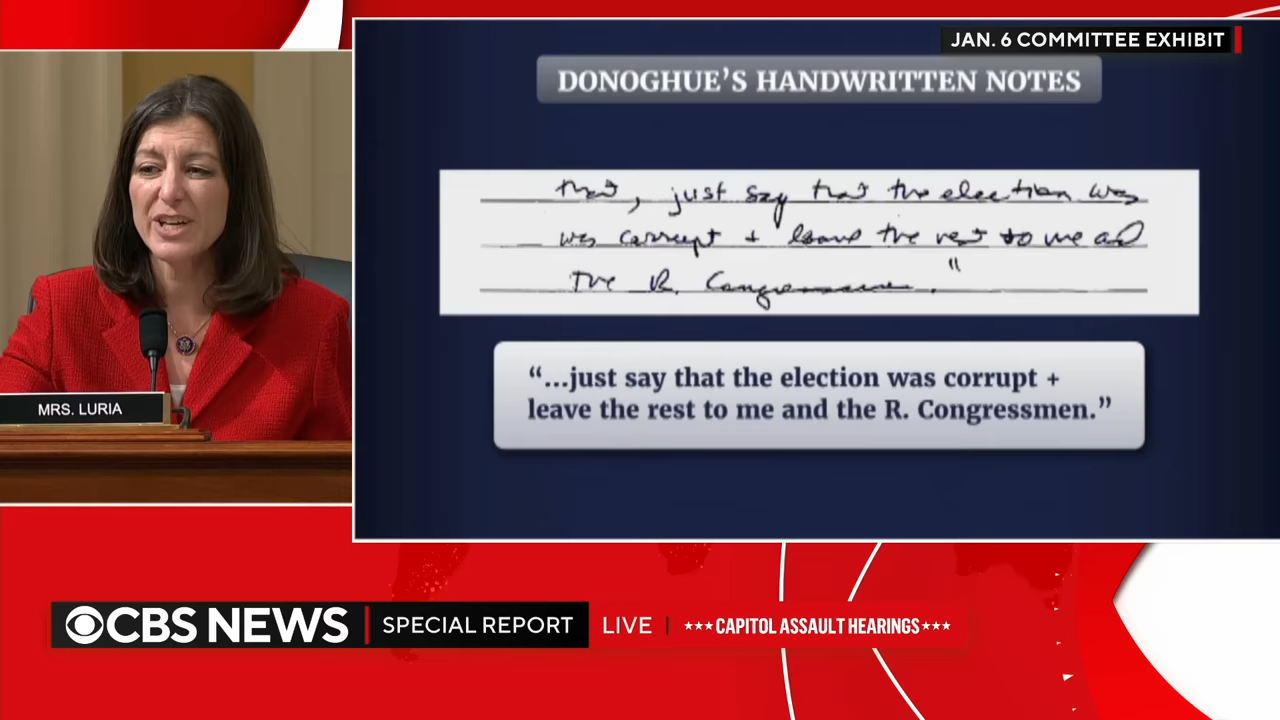 JAN. 6 COMMITTEE EXHIBIT
DONOGHUE'S HANDWRITTEN NOTES
that, just say that the election was
was corrupt + leave the rest to me and
the R. Congressmen."
"...just say that the election was corrupt +
leave the rest to me and the R. Congressmen."
MRS. LURIA
CBS NEWS SPECIAL REPORT LIVE ★★★CAPITOL ASSAULT HEARINGS★★★